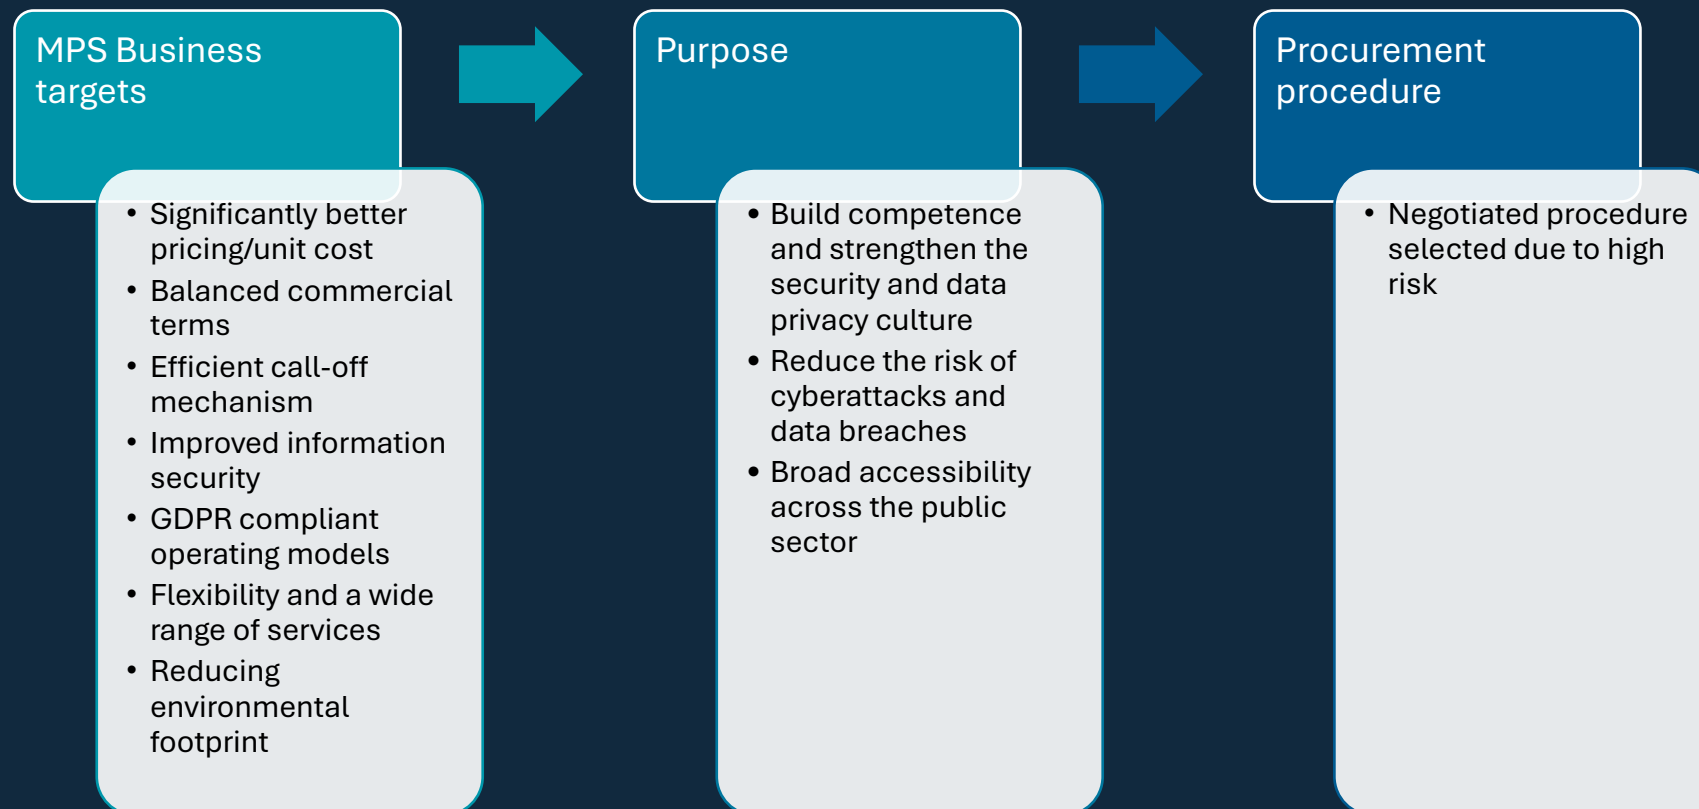 MPS Business
targets
• Significantly better
pricing/unit cost
• Balanced commercial
terms
• Efficient call-off
mechanism
• Improved information
security
• GDPR compliant
operating models
• Flexibility and a wide
range of services
• Reducing
environmental
footprint
Purpose
• Build competence
and strengthen the
security and data
privacy culture
• Reduce the risk of
cyberattacks and
data breaches
• Broad accessibility
across the public
sector
Procurement
procedure
• Negotiated procedure
selected due to high
risk